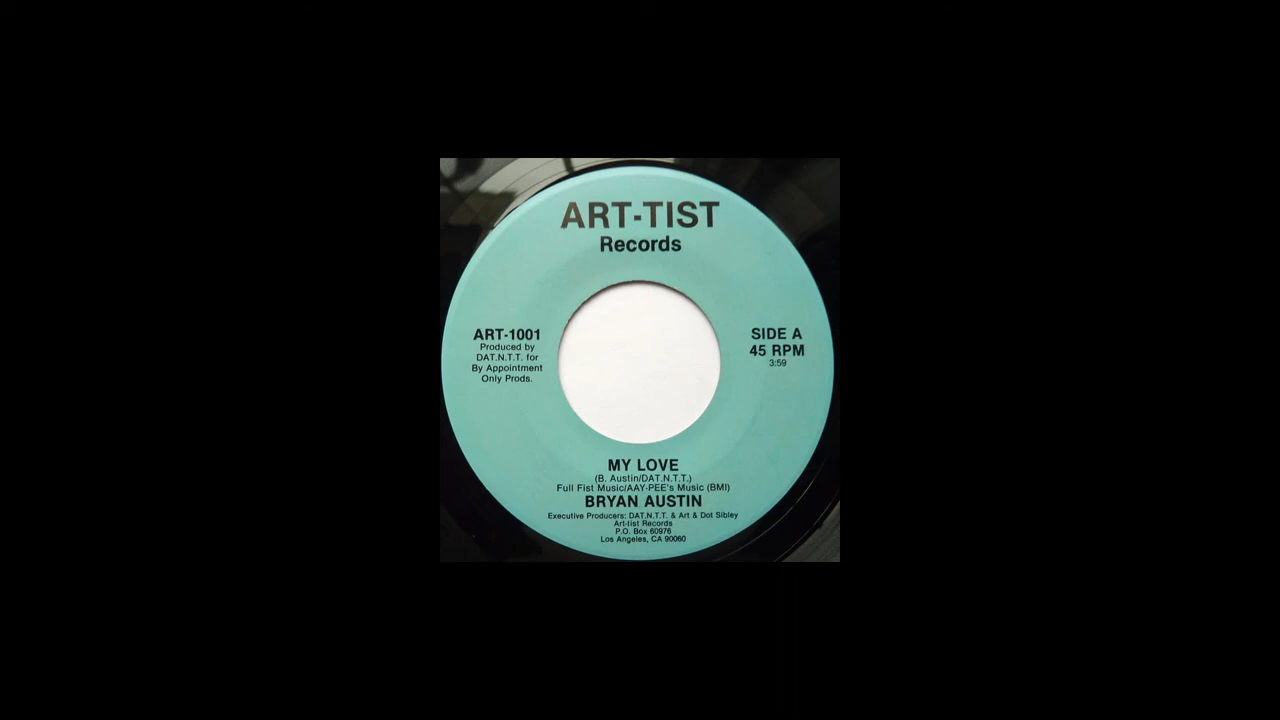 ART-TIST
Records
ART-1001
Produced by
DAT.N.T.T. for
By Appointment
Only Prods.
SIDE A
45 RPM
3:59
MY LOVE
(B. Austin/DAT.N.T.T.)
Full Fist Music/AAY-PEE's Music (BMI)
BRYAN AUSTIN
Executive Producers: DAT.N.T.T. & Art & Dot Sibley
Art-tist Records
P.O. Box 60976
Los Angeles, CA 90060